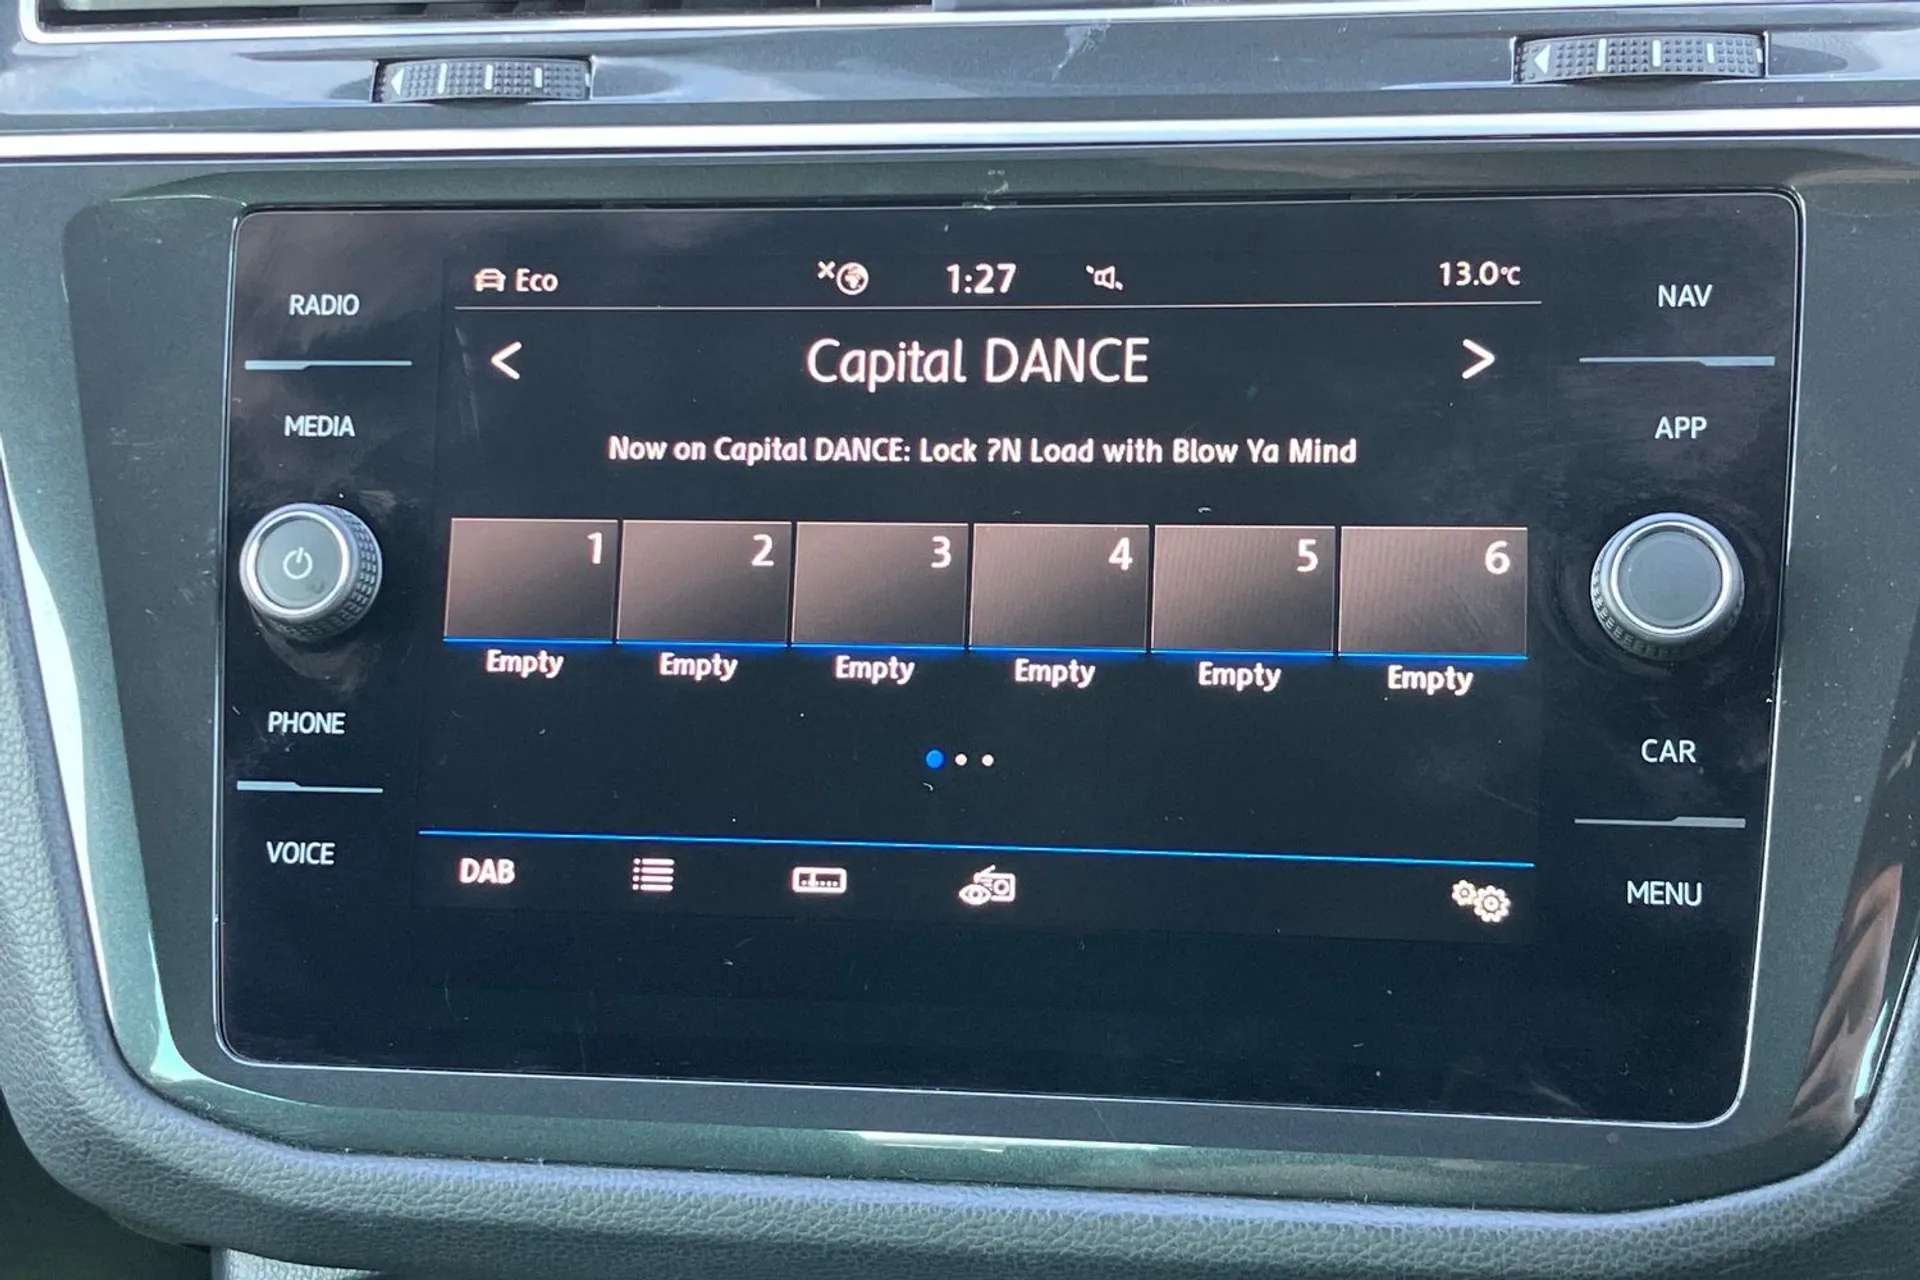 Eco 1:27 13.0°C
RADIO
NAV
< Capital DANCE >
MEDIA
APP
Now on Capital DANCE: Lock ?N Load with Blow Ya Mind
1 2 3 4 5 6
Empty Empty Empty Empty Empty Empty
PHONE
CAR
VOICE
DAB
MENU